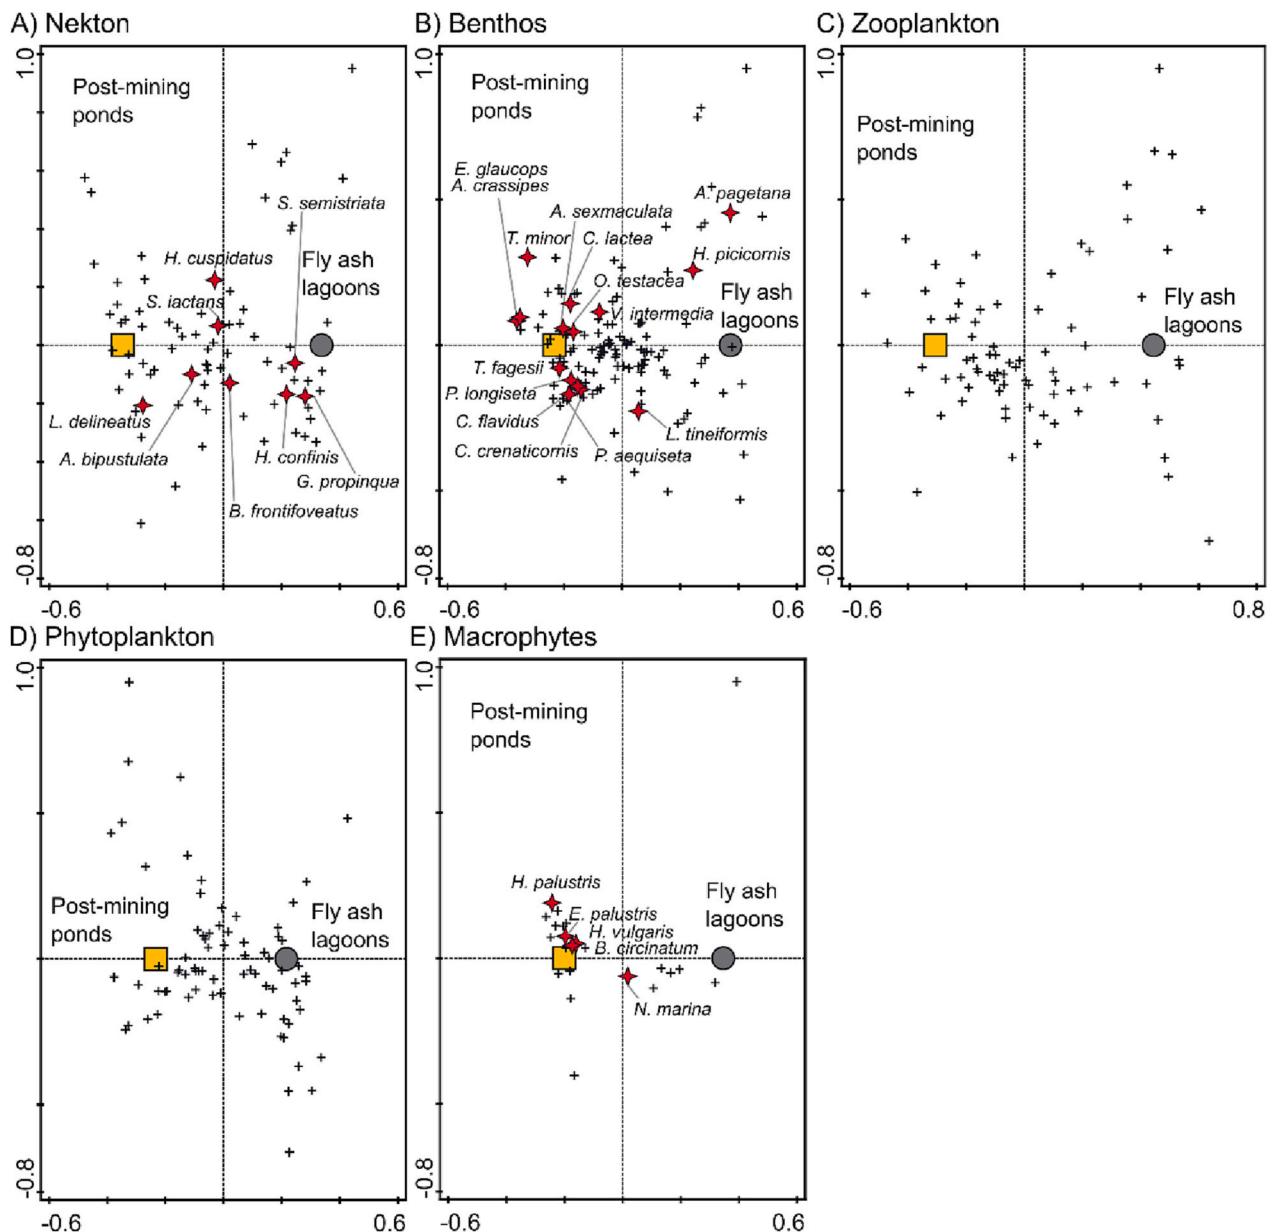 A) Nekton
1.0
Post-mining
ponds
S. semistriata
H. cuspidatus
Fly ash
lagoons
S. lactans
L. delineatus
A. bipustulata
H. confinis
G. propinqua
B. frontifoveatus
-0.8
-0.6
0.6
B) Benthos
Post-mining
ponds
E. glaucops
A. crassipes
A. pagetana
A. sexmaculata
T. minor
C. lactea
H. picicornis
O. testacea
Fly ash
lagoons
V. intermedia
T. fagesii
P. longiseta
C. flavidus
L. tineiformis
C. crenaticornis
P. aequiseta
-0.8
-0.6
0.6
C) Zooplankton
1.0
Post-mining
ponds
Fly ash
lagoons
-0.8
-0.6
0.8
D) Phytoplankton
1.0
Post-mining
ponds
Fly ash
lagoons
-0.8
-0.6
0.6
E) Macrophytes
1.0
Post-mining
ponds
H. palustris
Fly ash
lagoons
E. palustris
H. vulgaris
B. circinatum
N. marina
-0.8
-0.6
0.6